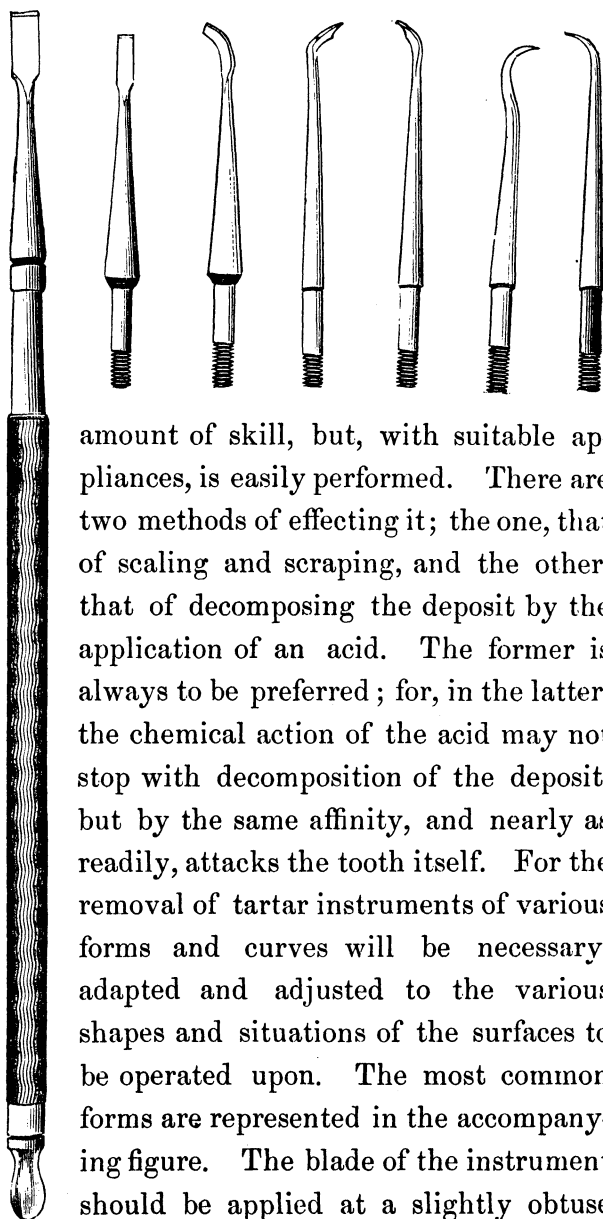 amount of skill, but, with suitable ap
pliances, is easily performed. There are
two methods of effecting it; the one, that
of scaling and scraping, and the other
that of decomposing the deposit by the
application of an acid. The former is
always to be preferred; for, in the latter
the chemical action of the acid may not
stop with decomposition of the deposit
but by the same affinity, and nearly as
readily, attacks the tooth itself. For the
removal of tartar instruments of various
forms and curves will be necessary
adapted and adjusted to the various
shapes and situations of the surfaces to
be operated upon. The most common
forms are represented in the accompany-
ing figure. The blade of the instrument
should be applied at a slightly obtuse